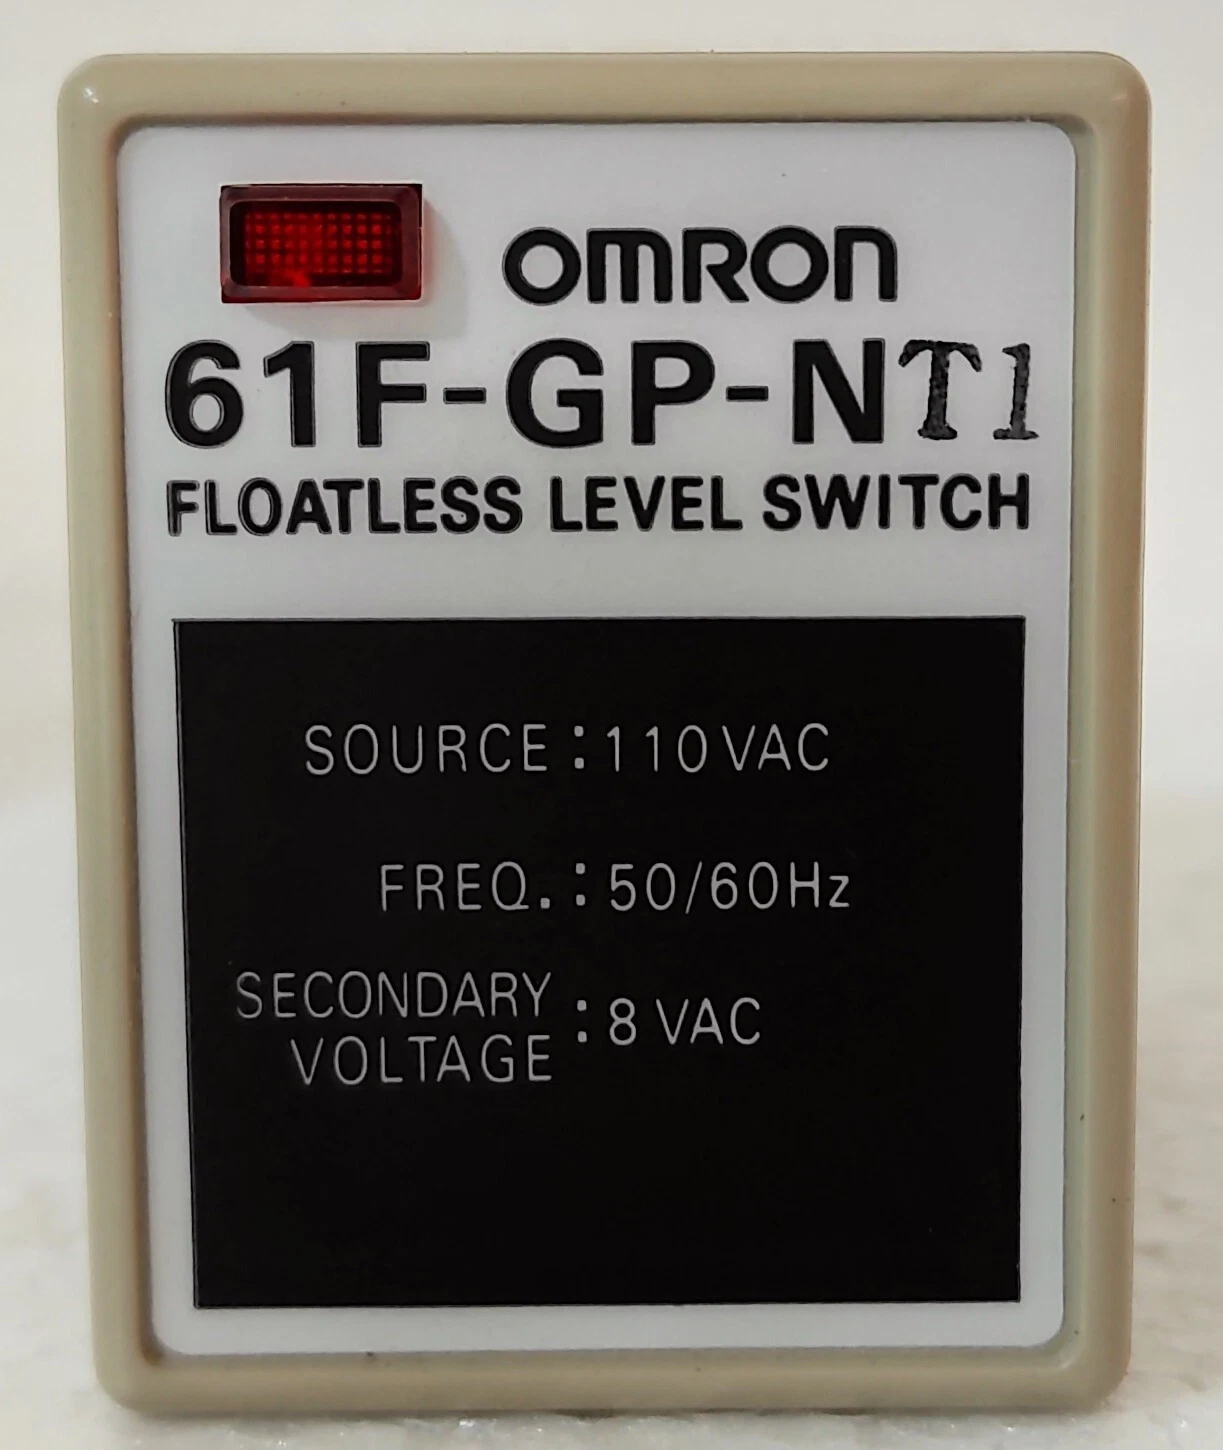 OMRON
61F-GP-NT1
FLOATLESS LEVEL SWITCH
SOURCE : 110 VAC
FREQ. : 50/60Hz
SECONDARY
VOLTAGE : 8 VAC